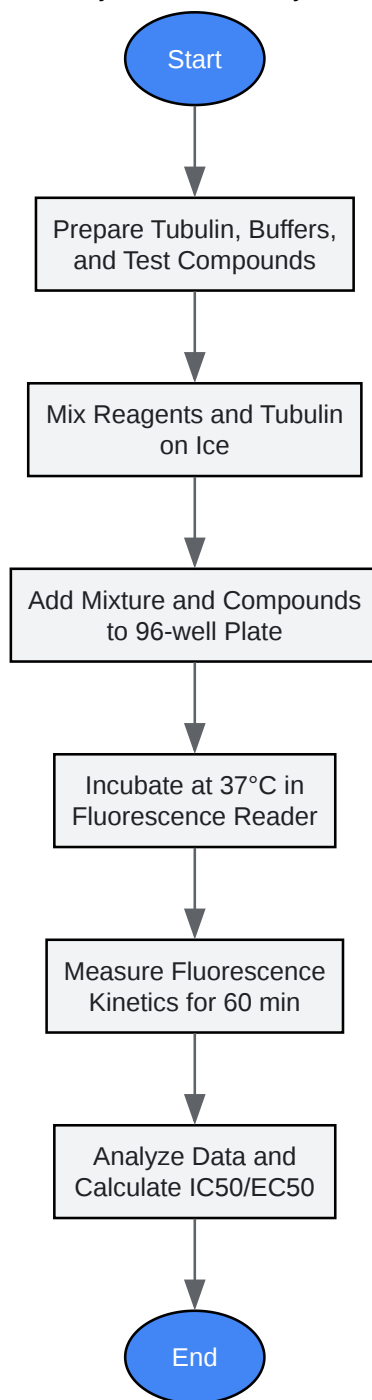 Start
Prepare Tubulin, Buffers,
and Test Compounds
Mix Reagents and Tubulin
on Ice
Add Mixture and Compounds
to 96-well Plate
Incubate at 37°C in
Fluorescence Reader
Measure Fluorescence
Kinetics for 60 min
Analyze Data and
Calculate IC50/EC50
End